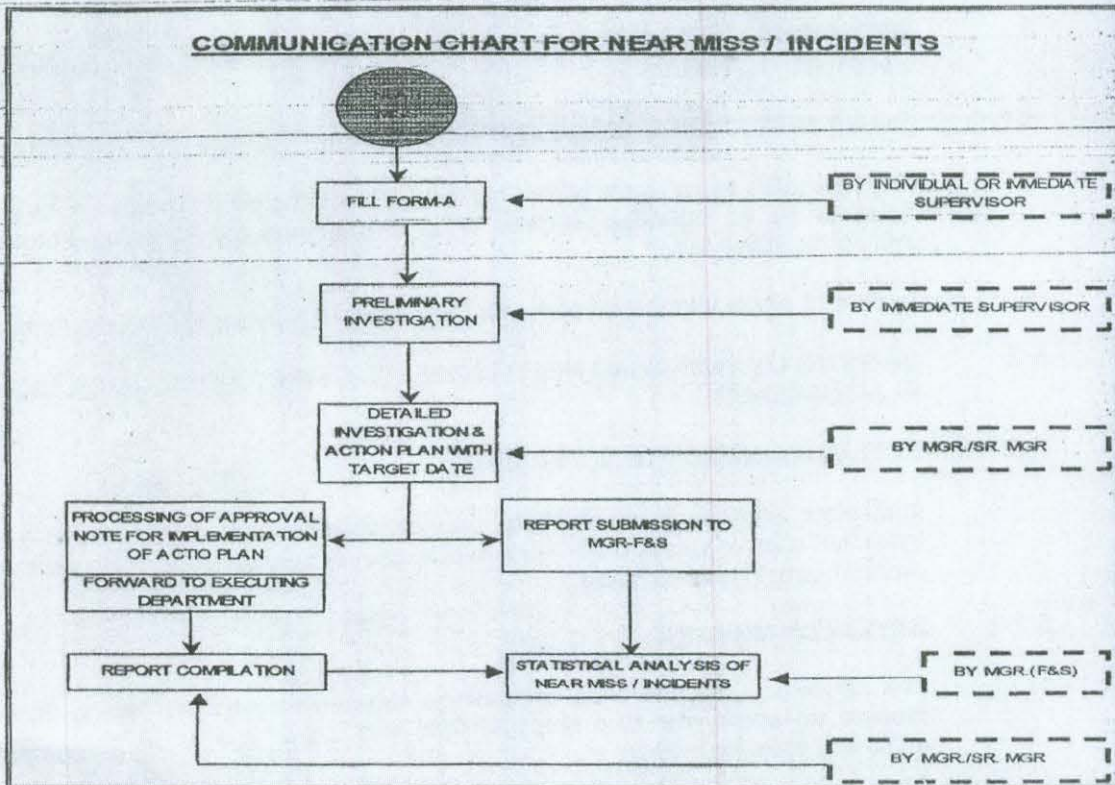 COMMUNICATION CHART FOR NEAR MISS / INCIDENTS
FILL FORM-A
BY INDIVIDUAL OR IMMEDIATE
SUPERVISOR
PRELIMINARY
INVESTIGATION
BY IMMEDIATE SUPERVISOR
DETAILED
INVESTIGATION &
ACTION PLAN WITH
TARGET DATE
BY MGR./SR. MGR
PROCESSING OF APPROVAL
NOTE FOR IMPLEMENTATION
OF ACTIO PLAN
FORWARD TO EXECUTING
DEPARTMENT
REPORT SUBMISSION TO
MGR-F&S
REPORT COMPILATION
STATISTICAL ANALYSIS OF
NEAR MISS / INCIDENTS
BY MGR.(F&S)
BY MGR./SR. MGR